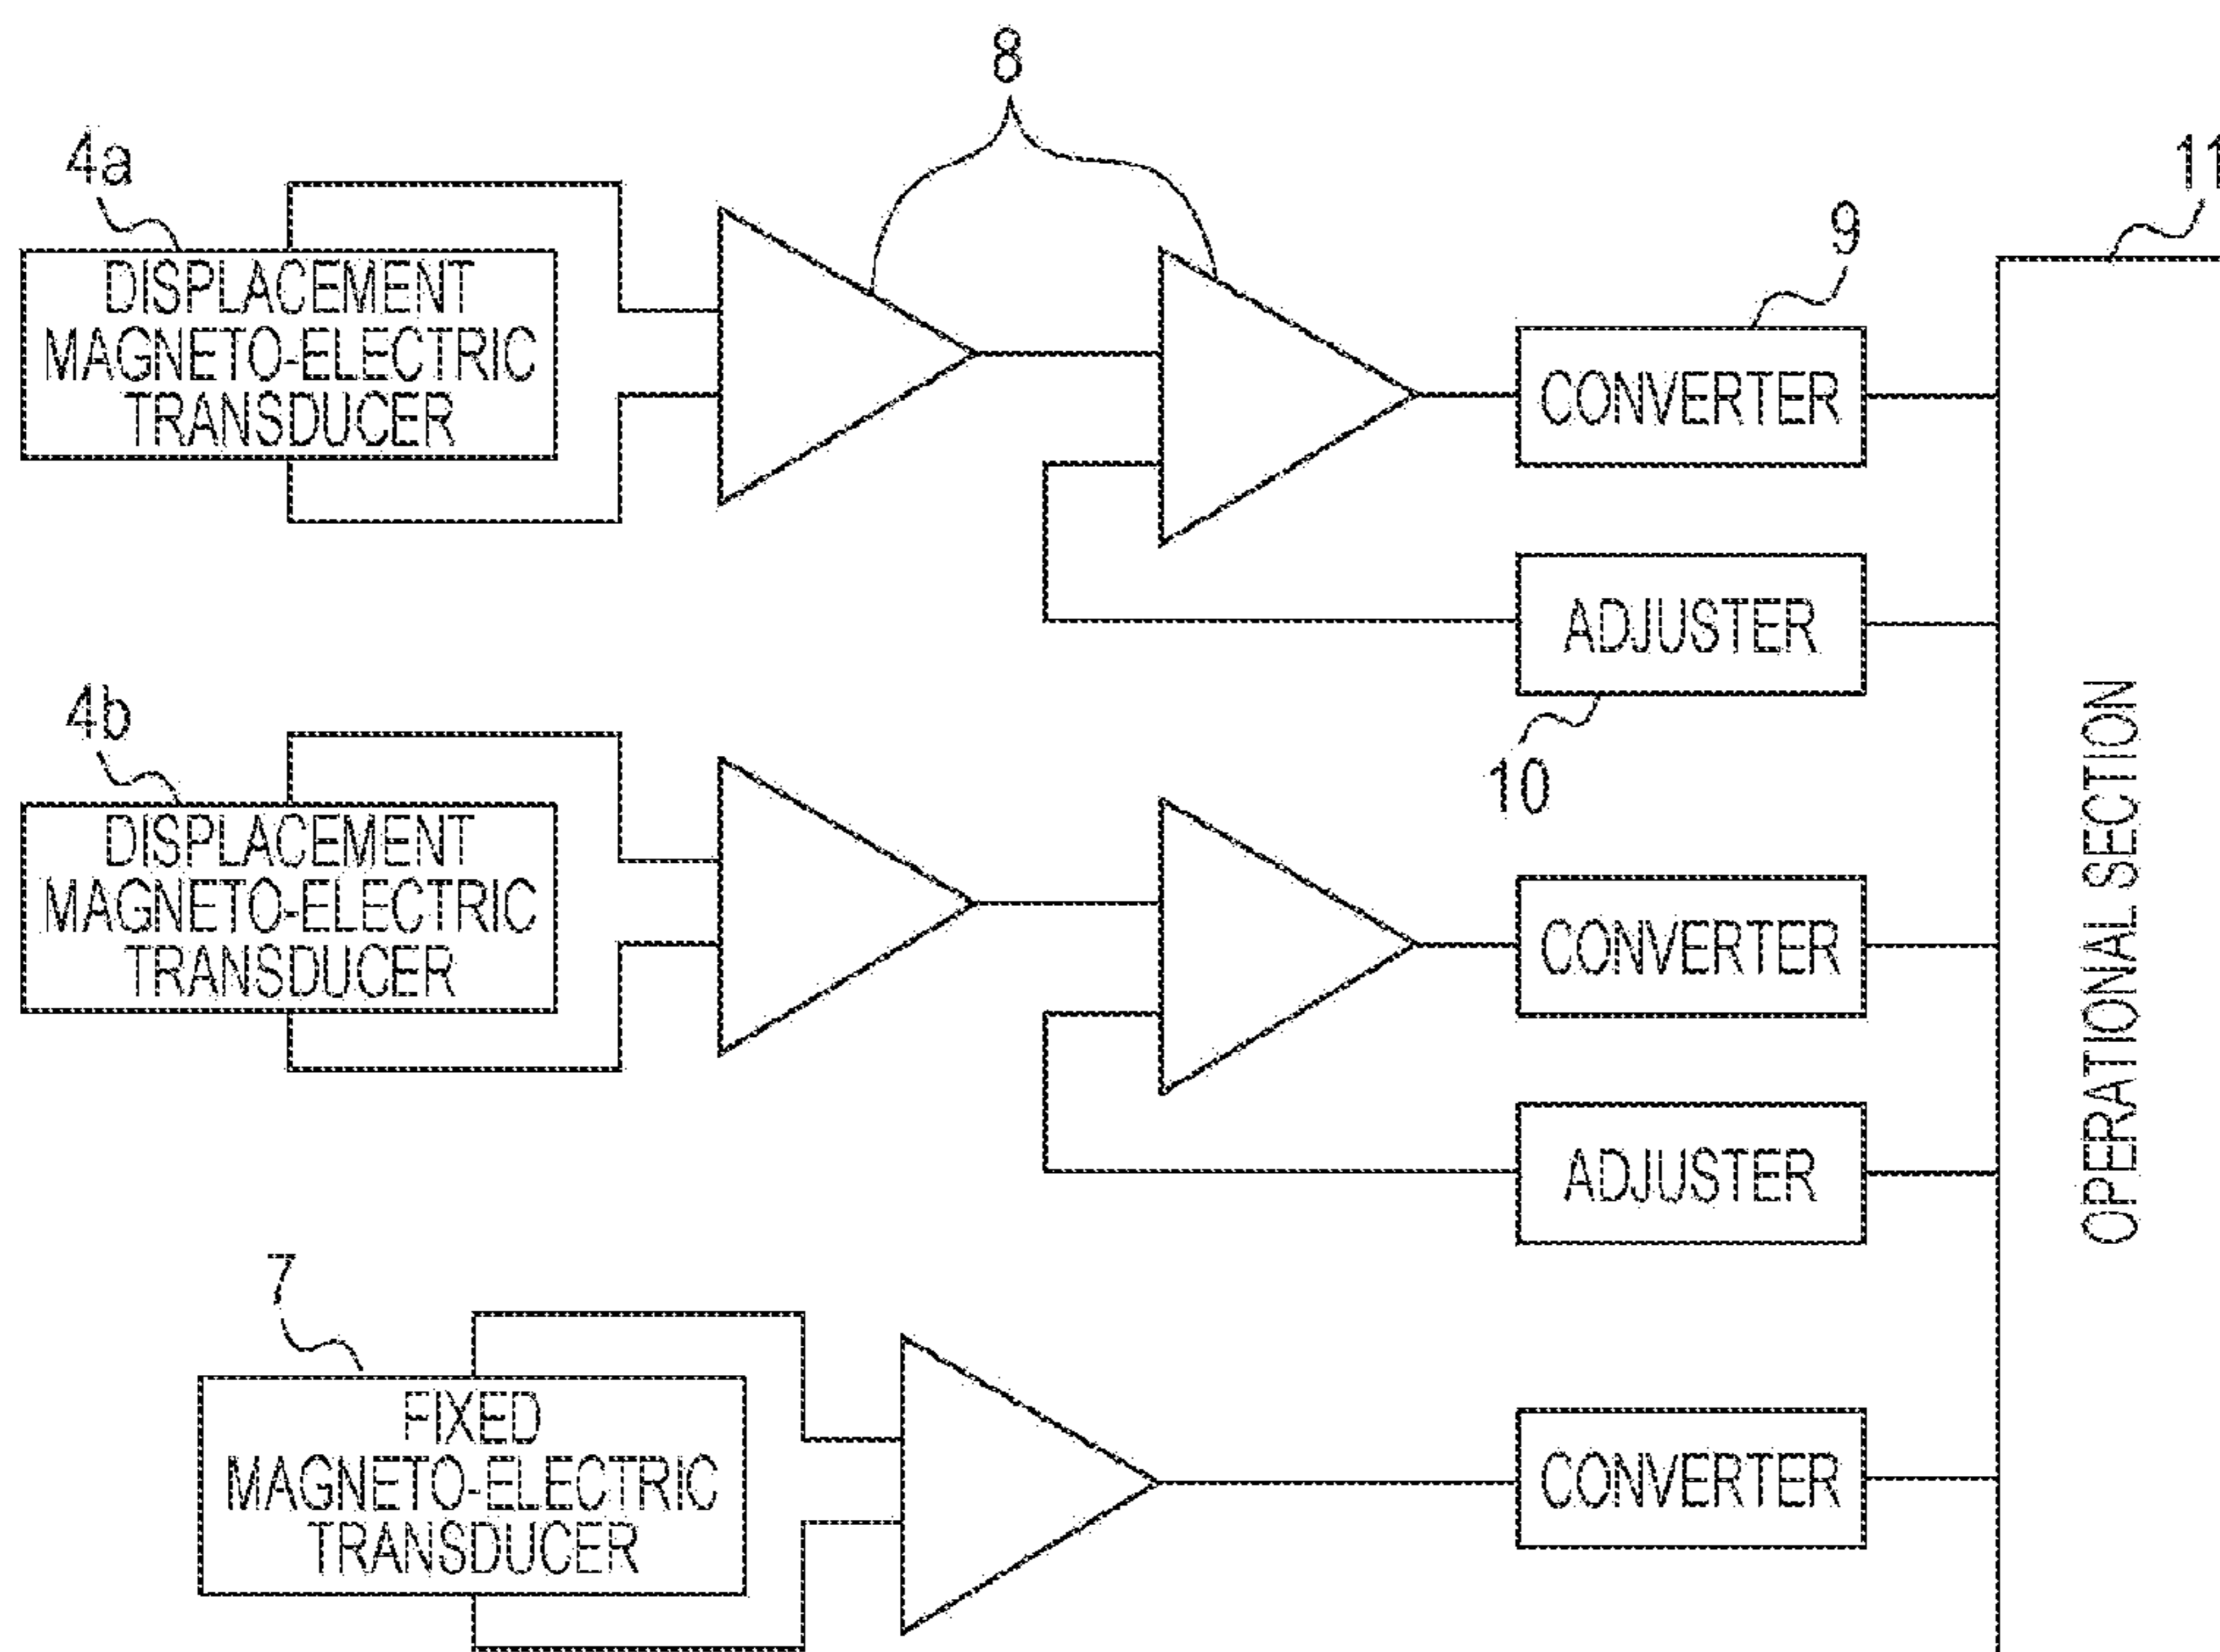 8
4a
11
9
DISPLACEMENT
MAGNETO-ELECTRIC
TRANSDUCER
CONVERTER
ADJUSTER
10
4b
DISPLACEMENT
MAGNETO-ELECTRIC
TRANSDUCER
CONVERTER
ADJUSTER
OPERATIONAL SECTION
7
FIXED
MAGNETO-ELECTRIC
TRANSDUCER
CONVERTER